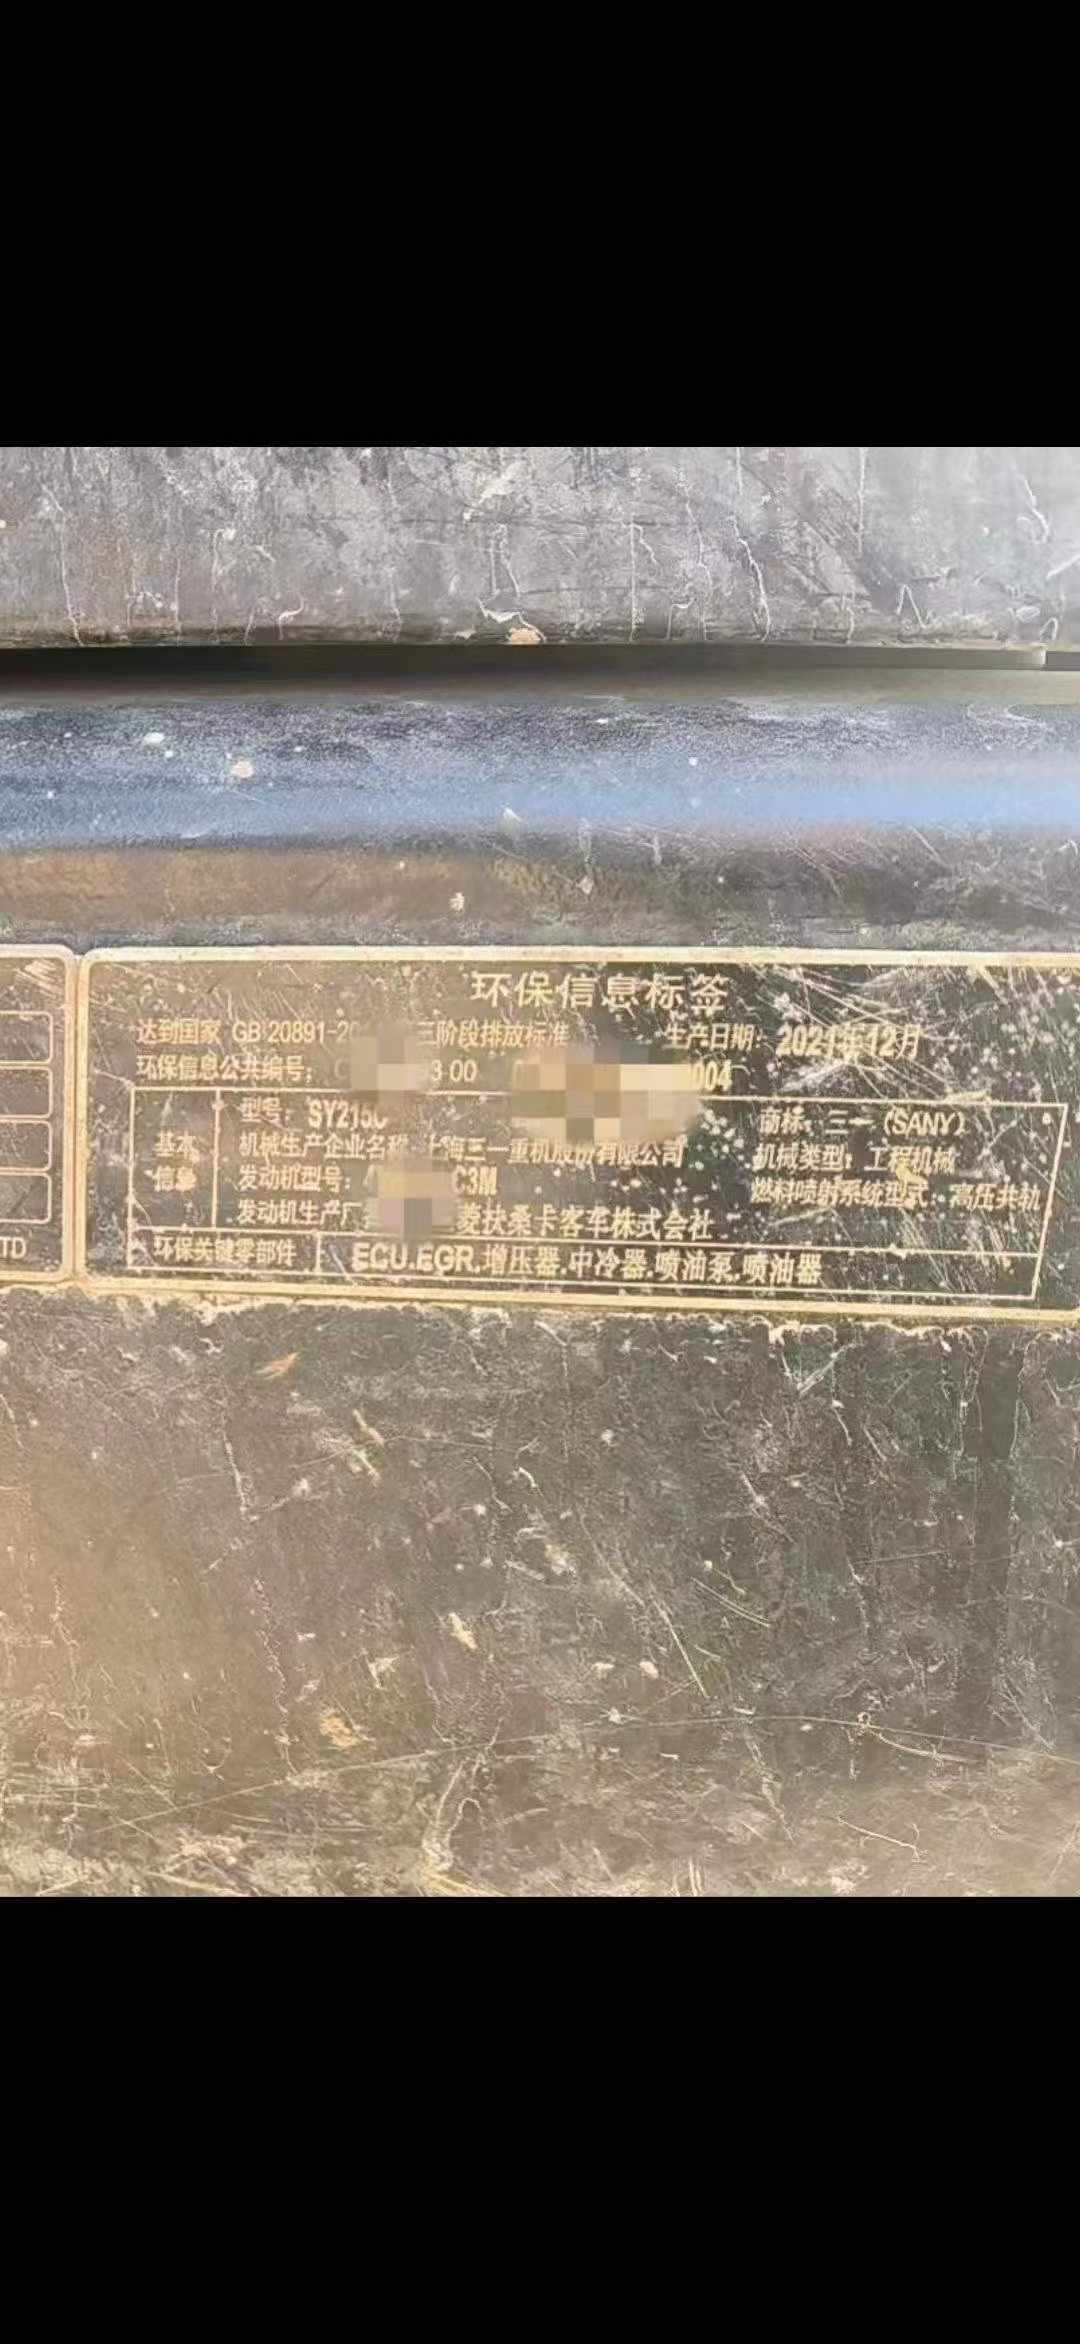 环保信息标签
达到国家 GB 20891-20 三阶段排放标准 生产日期：2021年12月
环保信息公共编号： 3 00 004
基本信息
型号：SY215C 商标：三一（SANY）
机械生产企业名称 上海三一重机股份有限公司 机械类型：工程机械
发动机型号： C3M 燃料喷射系统型式：高压共轨
发动机生产厂 菱扶桑卡客车株式会社
环保关键零部件 ECU.EGR.增压器.中冷器.喷油泵.喷油器
TD